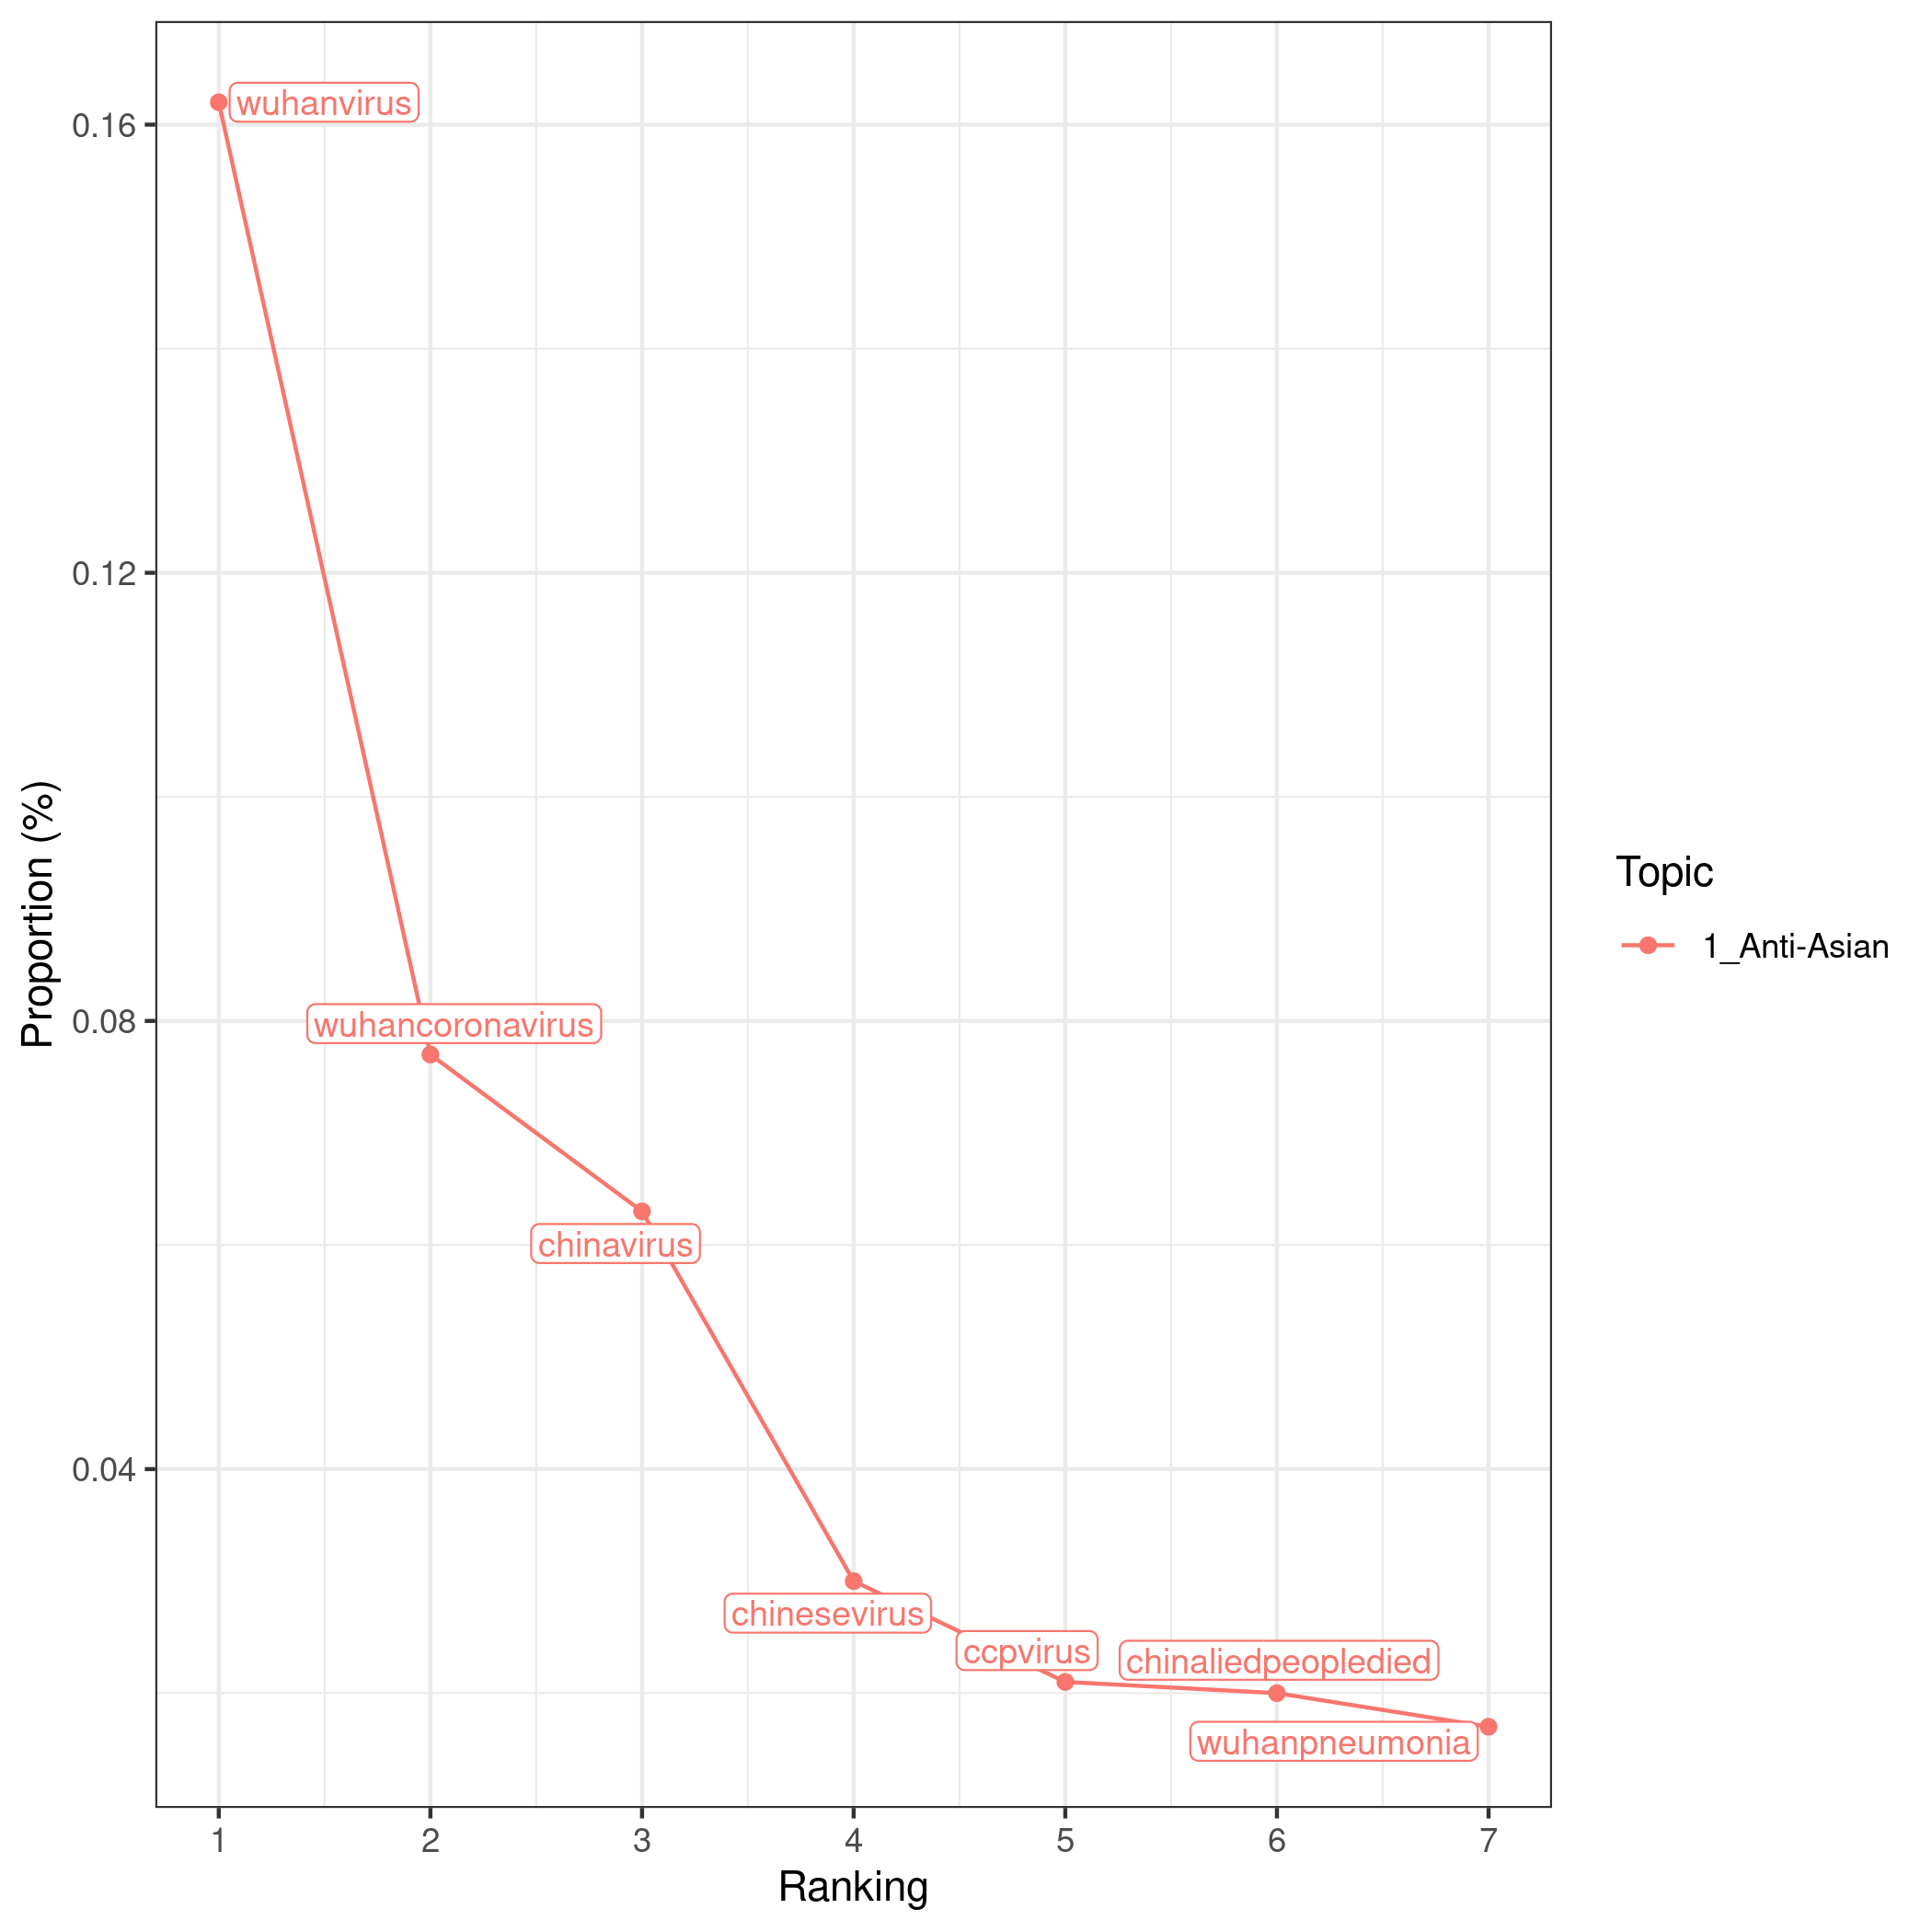 wuhanvirus
0.16
0.12
0.08
0.04
wuhancoronavirus
chinavirus
chinesevirus
ccpvirus
chinaliedpeopledied
wuhanpneumonia
Proportion (%)
1 2 3 4 5 6 7
Ranking
Topic
1_Anti-Asian